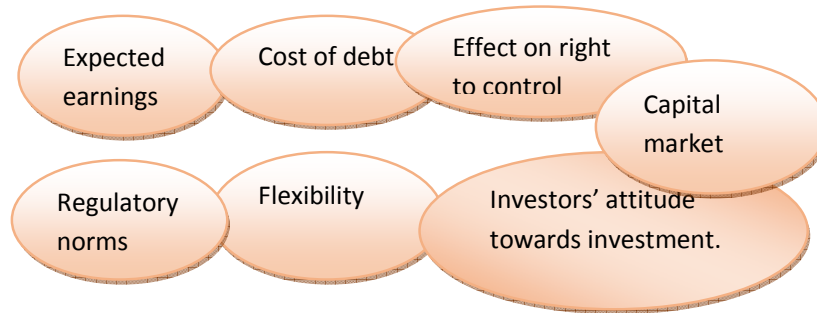 Expected
earnings
Cost of debt
Effect on right
to control
Capital
market
Regulatory
norms
Flexibility
Investors’ attitude
towards investment.